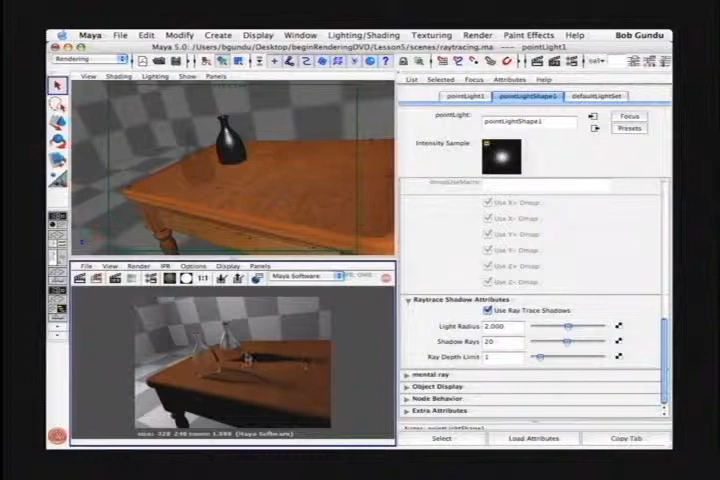 Maya File Edit Modify Create Display Window Lighting/Shading Texturing Render Paint Effects Help Bob Gundu
Maya 5.0: /Users/bgundu/Desktop/beginRenderingDVD/Lesson5/scenes/raytracing.ma --- pointLight1
Rendering
View Shading Lighting Show Panels
List Selected Focus Attributes Help
pointLight1 pointLightShape1 defaultLightSet
pointLight: pointLightShape1 Focus
Presets
Intensity Sample
Use X+ Dmap
Use X- Dmap
Use Y+ Dmap
Use Y- Dmap
Use Z+ Dmap
Use Z- Dmap
File View Render IPR Options Display Panels
1:1 Maya Software
Raytrace Shadow Attributes
Use Ray Trace Shadows
Light Radius 2.000
Shadow Rays 20
Ray Depth Limit 1
mental ray
Object Display
Node Behavior
Extra Attributes
(Maya Software)
Select Load Attributes Copy Tab